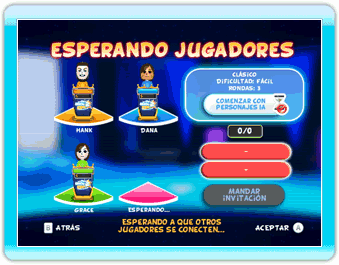 ESPERANDO JUGADORES
CLÁSICO
DIFICULTAD: FÁCIL
RONDAS: 3
COMENZAR CON
PERSONAJES IA
HANK
DANA
0/0
-
-
GRACE
ESPERANDO...
MANDAR
INVITACIÓN
B ATRÁS
ESPERANDO A QUE OTROS
JUGADORES SE CONECTEN...
ACEPTAR A